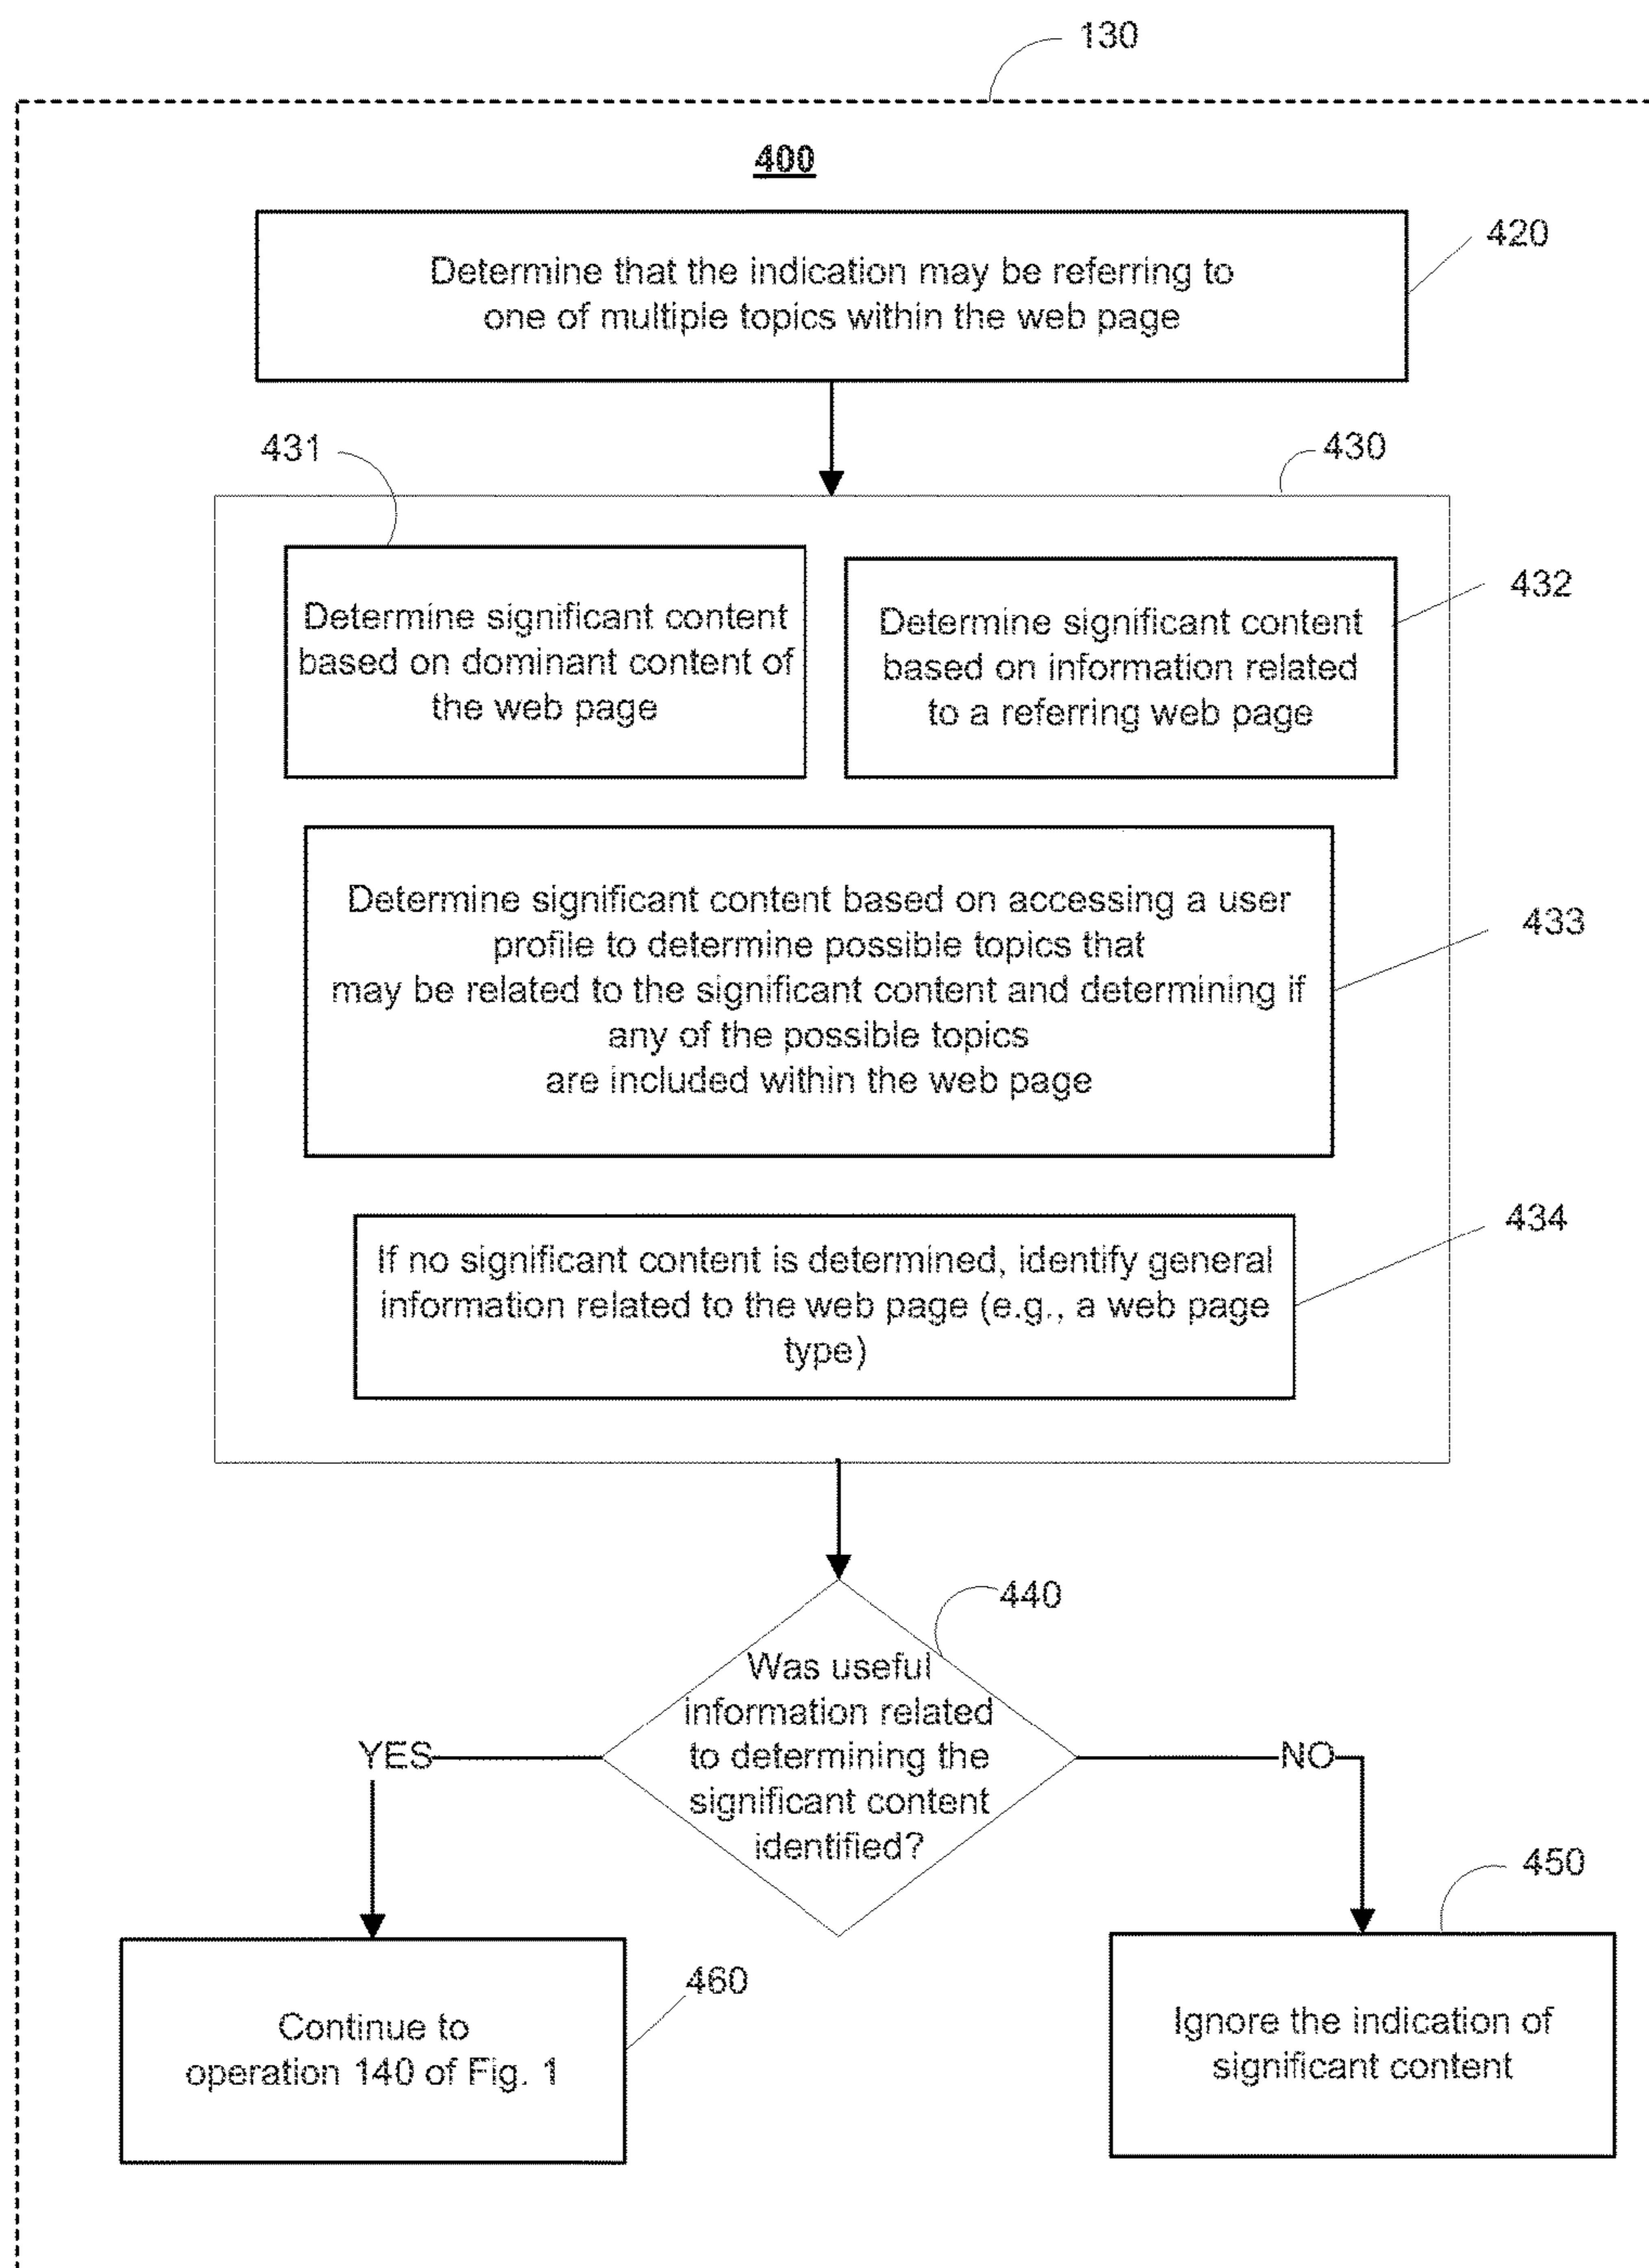 130
400
Determine that the indication may be referring to
one of multiple topics within the web page
420
431
430
Determine significant content
based on dominant content of
the web page
Determine significant content
based on information related
to a referring web page
432
Determine significant content based on accessing a user
profile to determine possible topics that
may be related to the significant content and determining if
any of the possible topics
are included within the web page
433
If no significant content is determined, identify general
information related to the web page (e.g., a web page
type)
434
440
Was useful
information related
to determining the
significant content
identified?
YES
NO
450
460
Continue to
operation 140 of Fig. 1
Ignore the indication of
significant content